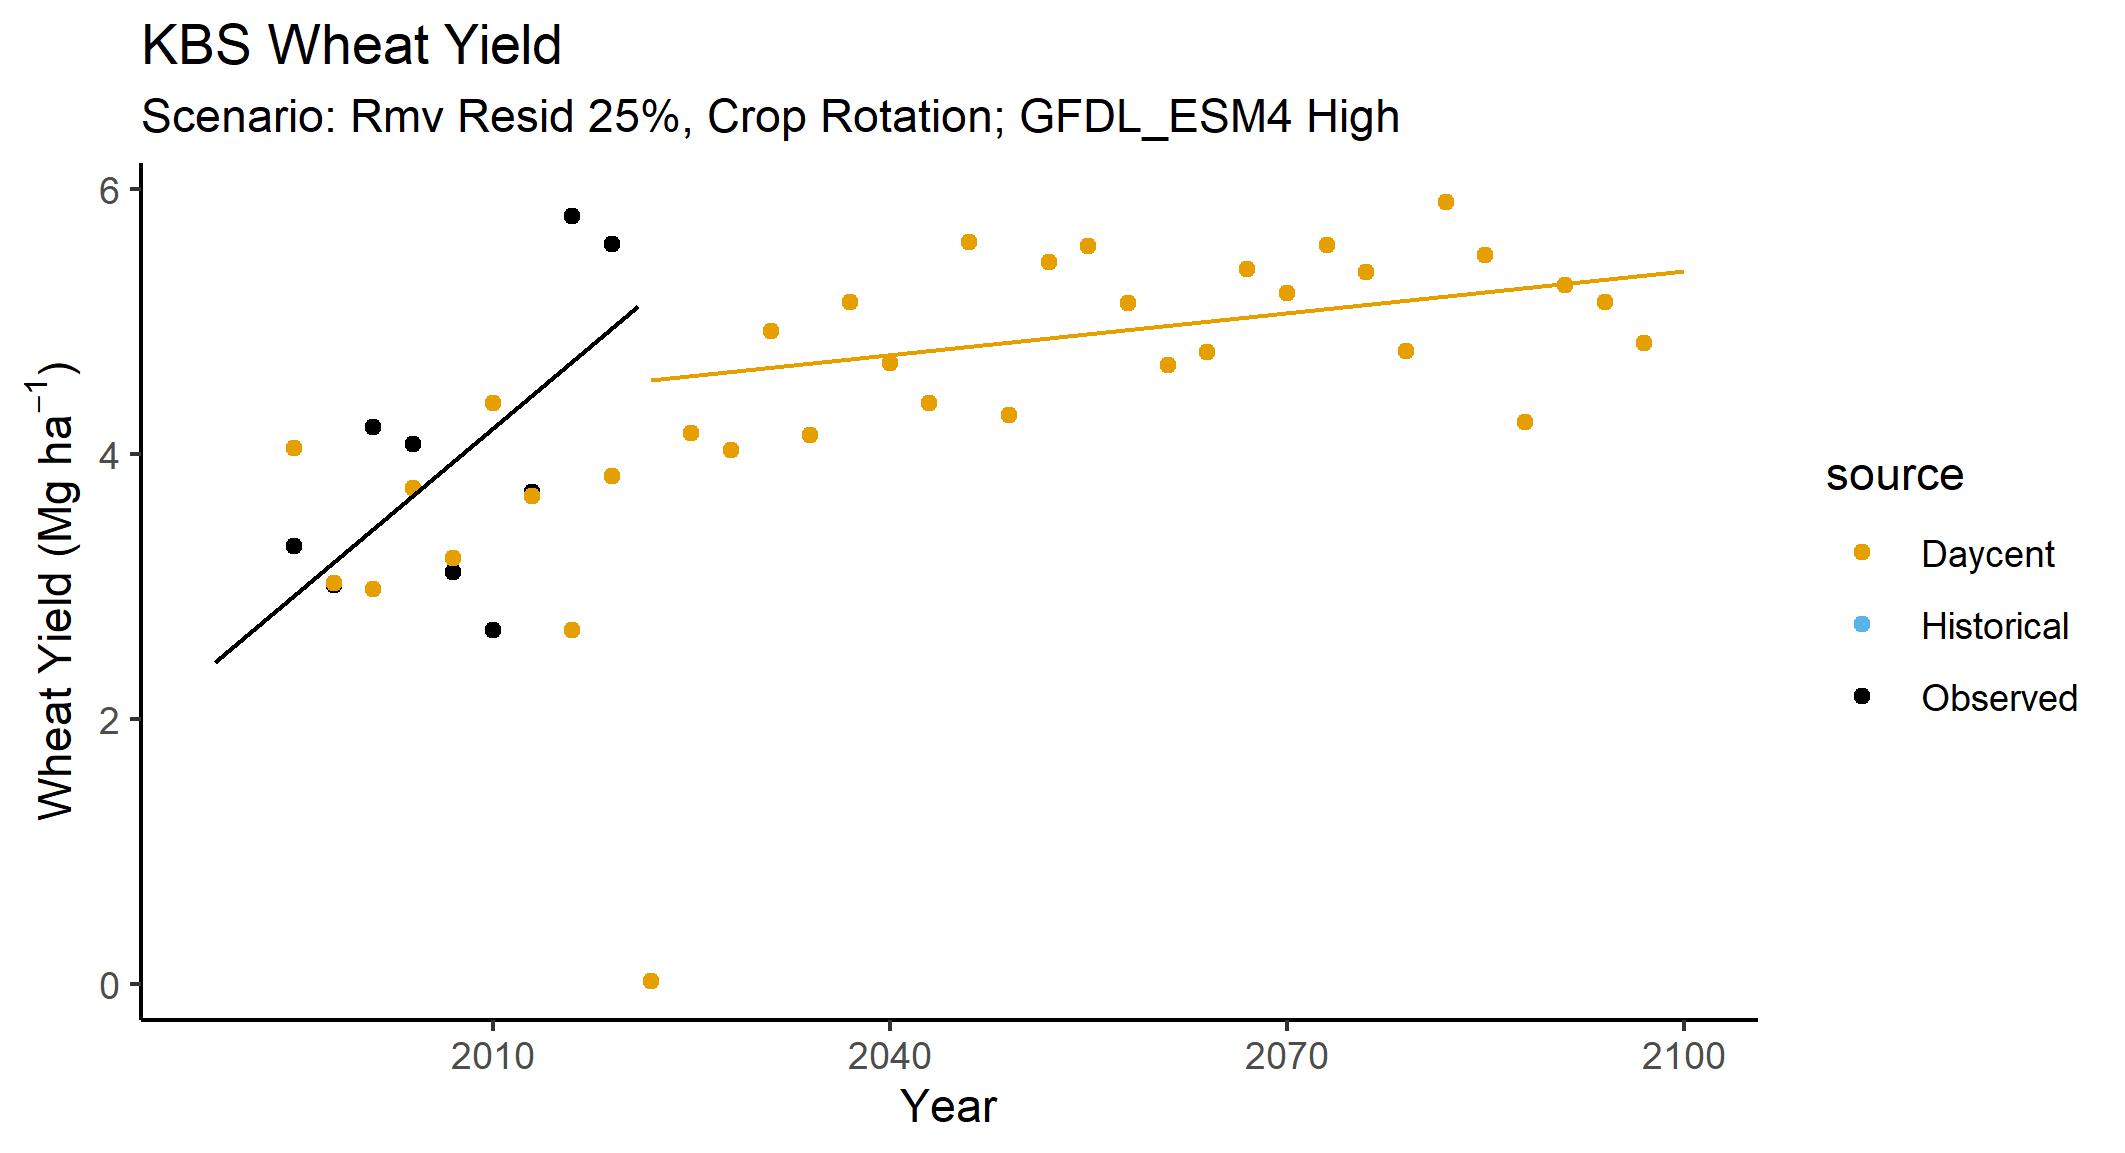 KBS Wheat Yield
Scenario: Rmv Resid 25%, Crop Rotation; GFDL_ESM4 High
Wheat Yield (Mg ha⁻¹)
6
4
2
0
2010
2040
2070
2100
Year
source
Daycent
Historical
Observed